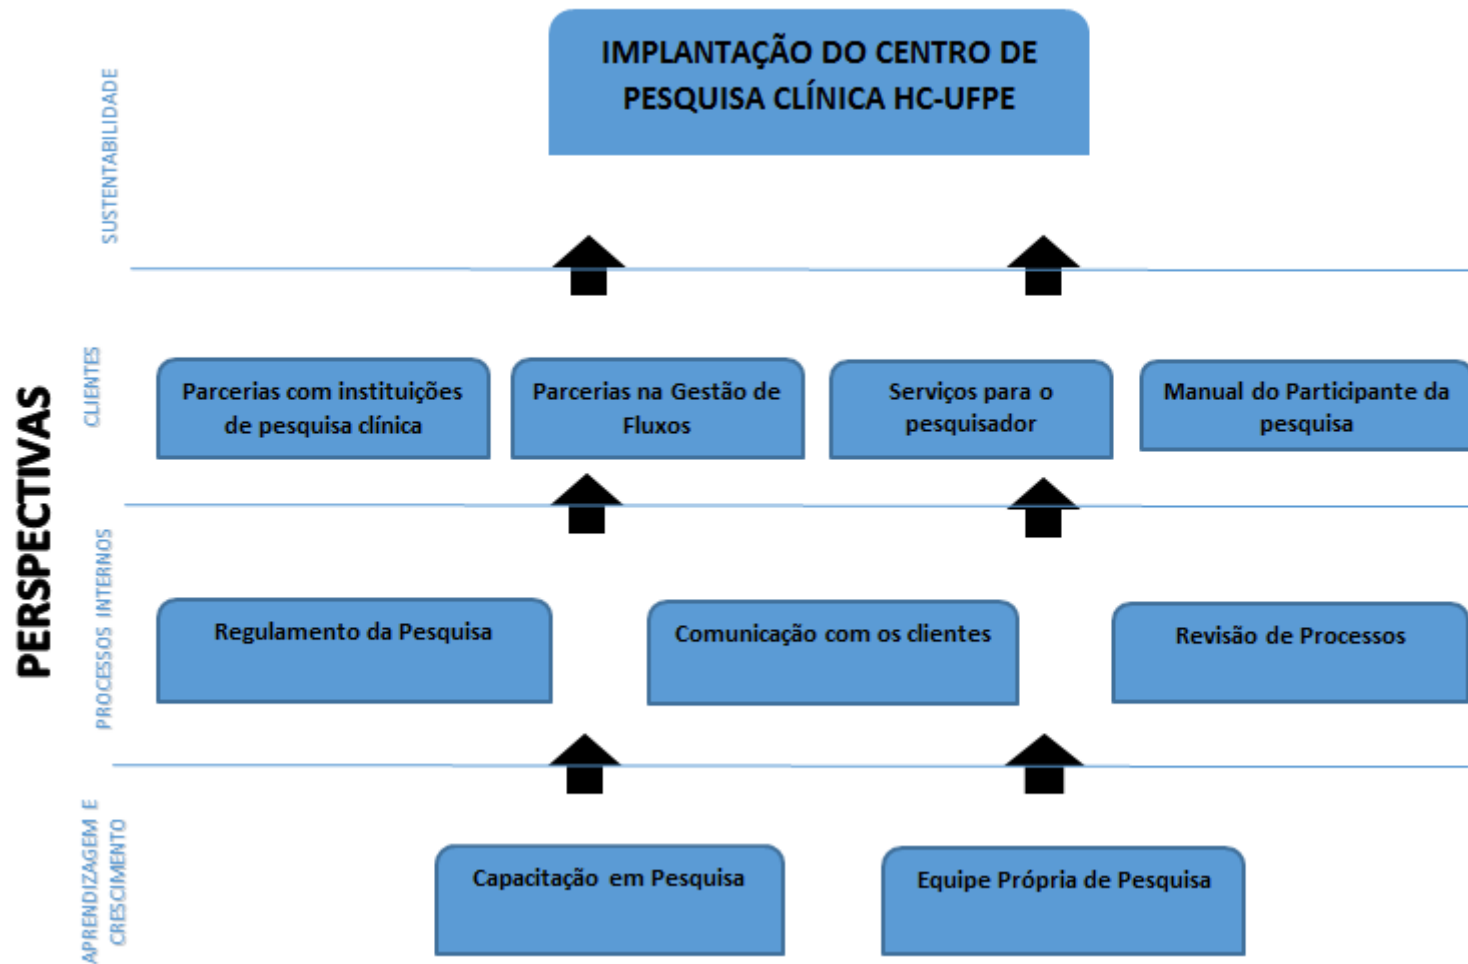 IMPLANTAÇÃO DO CENTRO DE
PESQUISA CLÍNICA HC-UFPE
SUSTENTABILIDADE
PERSPECTIVAS
CLIENTES
Parcerias com instituições
de pesquisa clínica
Parcerias na Gestão de
Fluxos
Serviços para o
pesquisador
Manual do Participante da
pesquisa
PROCESSOS INTERNOS
Regulamento da Pesquisa
Comunicação com os clientes
Revisão de Processos
APRENDIZAGEM E
CRESCIMENTO
Capacitação em Pesquisa
Equipe Própria de Pesquisa